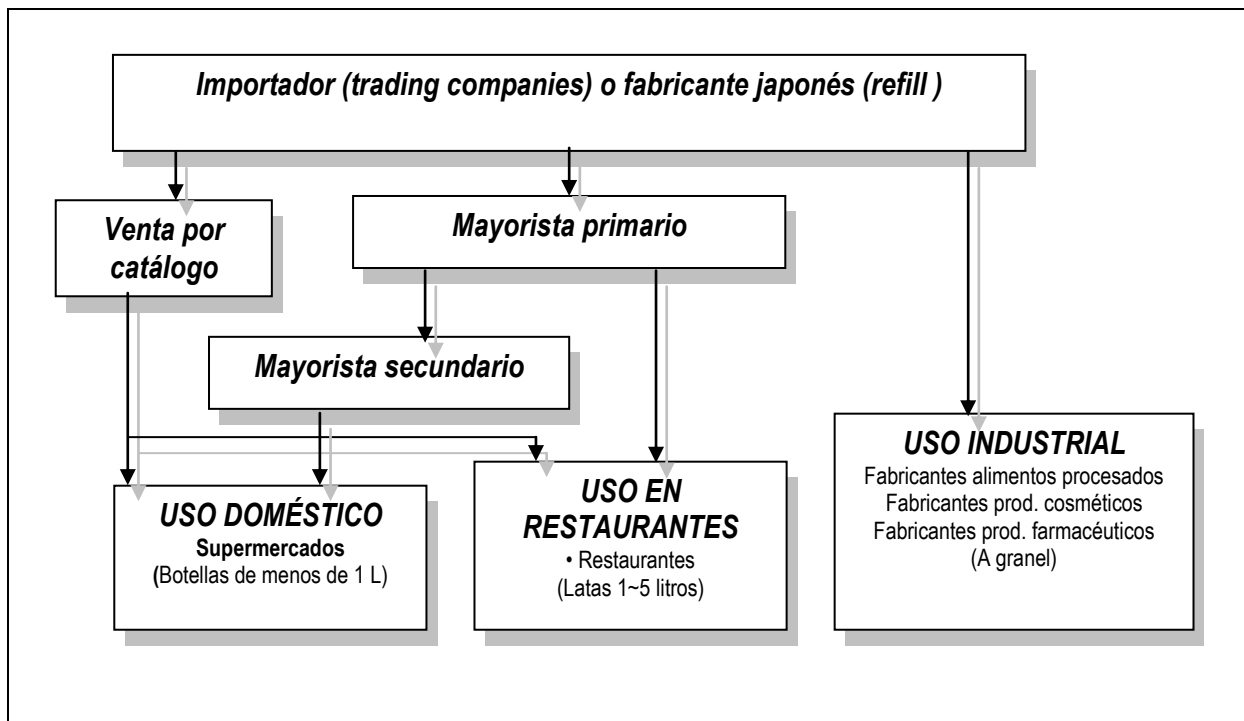 Importador (trading companies) o fabricante japonés (refill )
Venta por
catálogo
Mayorista primario
Mayorista secundario
USO DOMÉSTICO
Supermercados
(Botellas de menos de 1 L)
USO EN
RESTAURANTES
• Restaurantes
(Latas 1~5 litros)
USO INDUSTRIAL
Fabricantes alimentos procesados
Fabricantes prod. cosméticos
Fabricantes prod. farmacéuticos
(A granel)